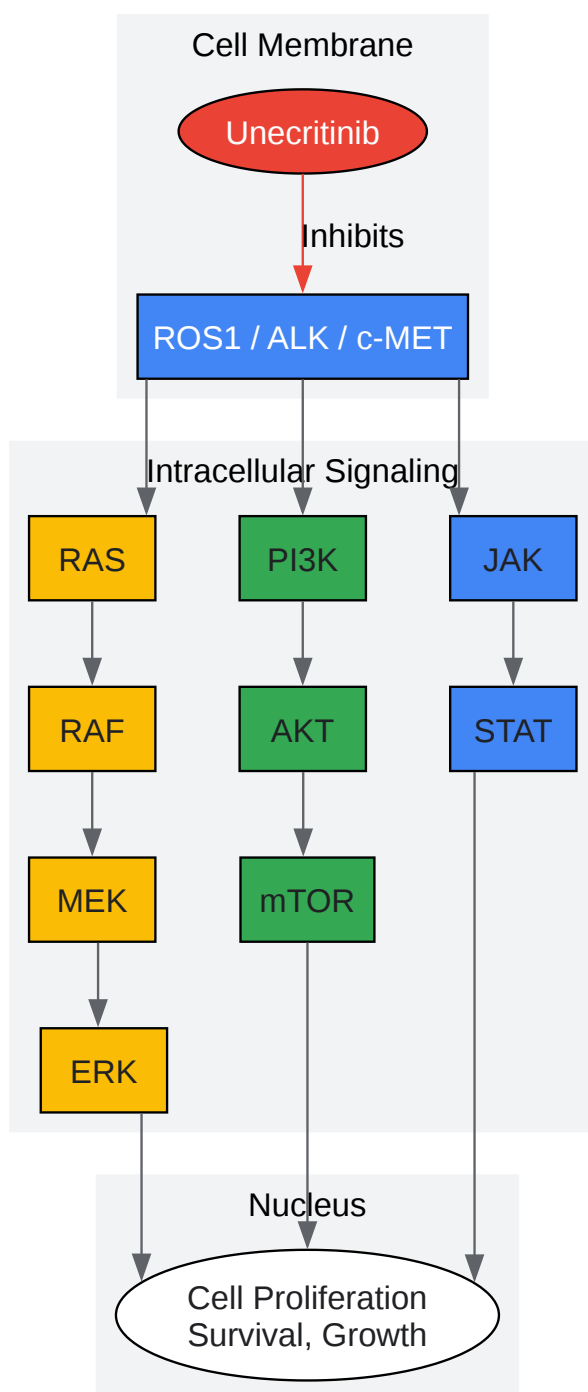 Cell Membrane
Unecritinib
Inhibits
ROS1 / ALK / c-MET
Intracellular Signaling
RAS
PI3K
JAK
RAF
AKT
STAT
MEK
mTOR
ERK
Nucleus
Cell Proliferation
Survival, Growth